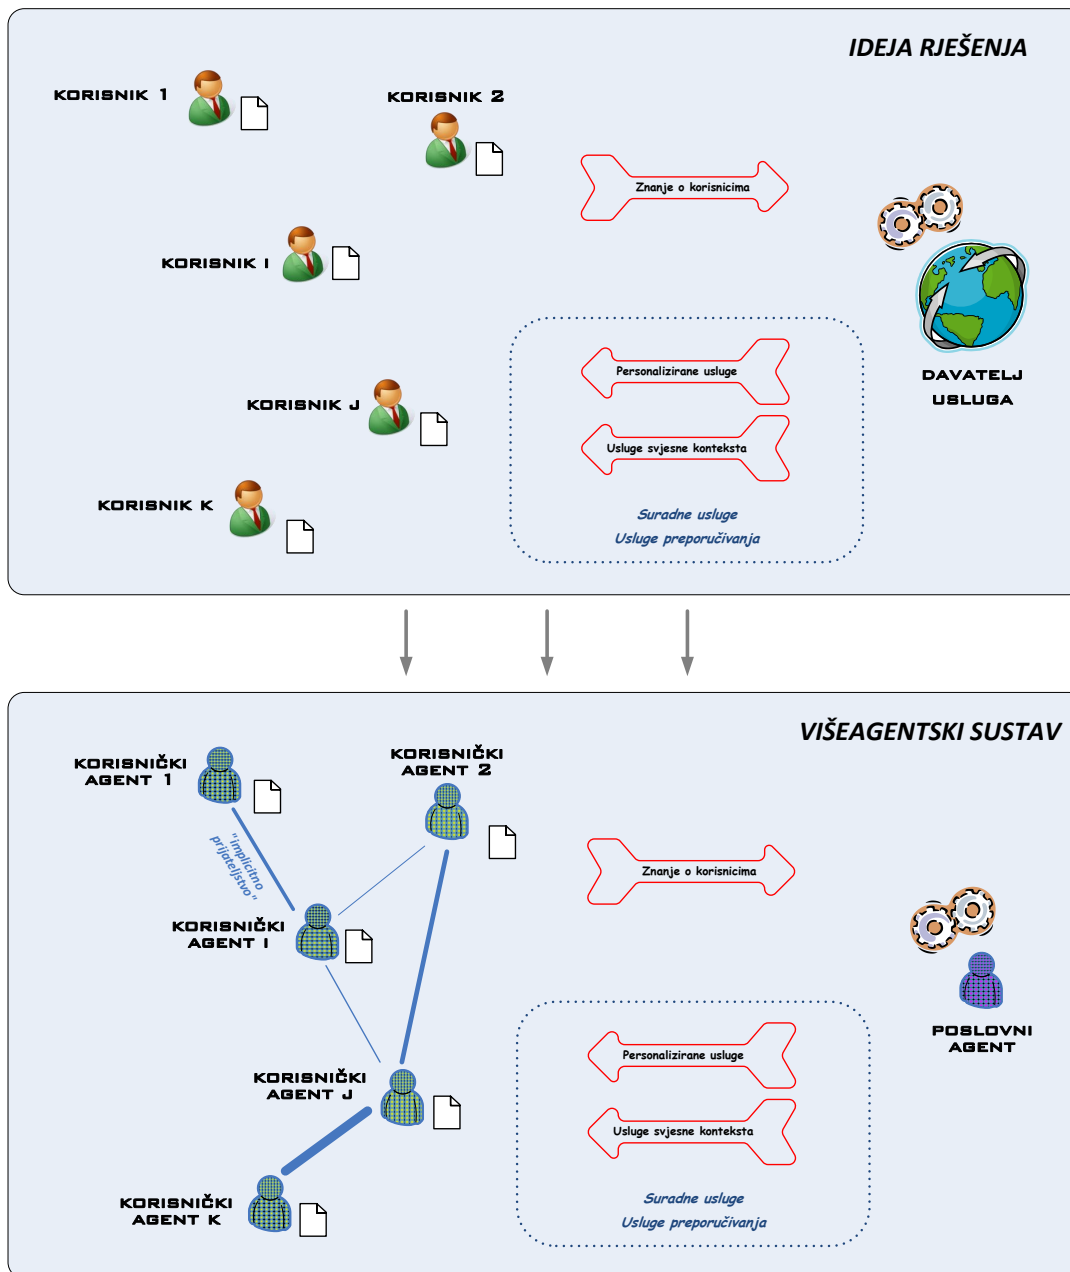 IDEJA RJEŠENJA
KORISNIK 1
KORISNIK 2
Znanje o korisnicima
KORISNIK I
Personalizirane usluge
DAVATELJ
USLUGA
KORISNIK J
Usluge svjesne konteksta
KORISNIK K
Suradne usluge
Usluge preporučivanja
VIŠEAGENTSKI SUSTAV
KORISNIČKI
AGENT 1
KORISNIČKI
AGENT 2
"implicitno
prijateljstvo"
Znanje o korisnicima
KORISNIČKI
AGENT I
POSLOVNI
AGENT
Personalizirane usluge
KORISNIČKI
AGENT J
Usluge svjesne konteksta
KORISNIČKI
AGENT K
Suradne usluge
Usluge preporučivanja